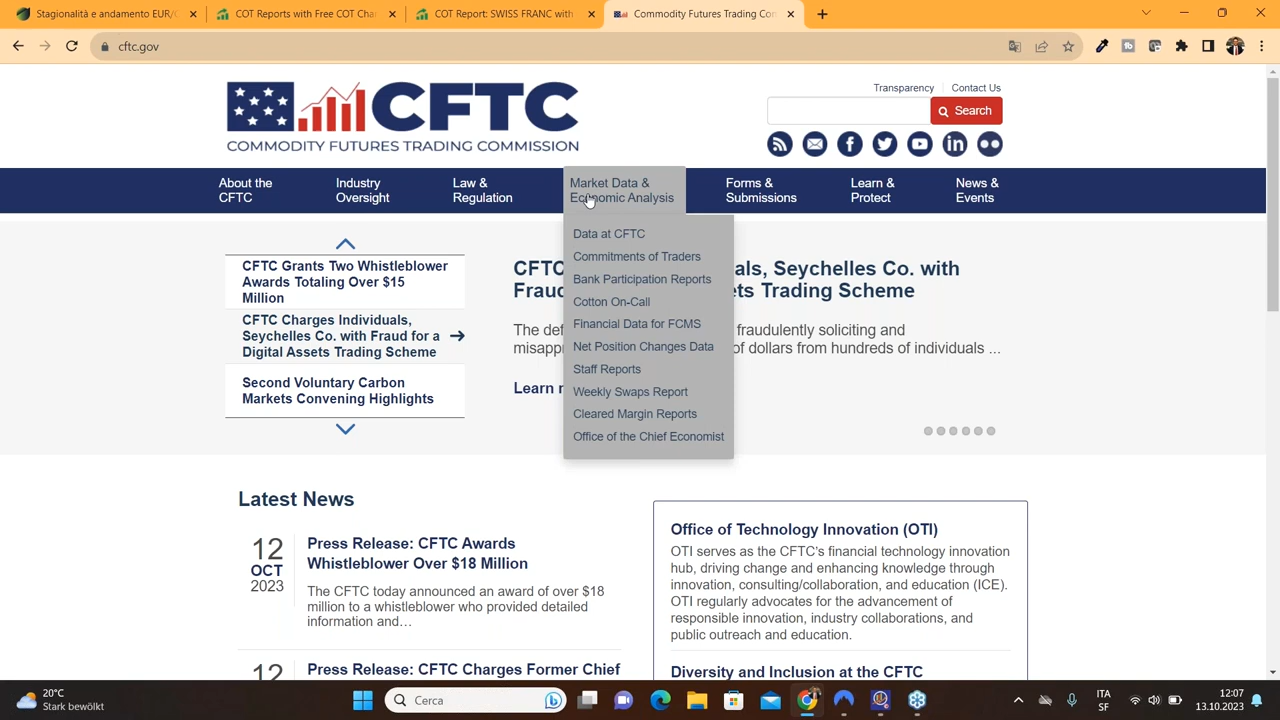 Stagionalità e andamento EUR/
COT Reports with Free COT Cha
COT Report: SWISS FRANC with
Commodity Futures Trading Con
cftc.gov
CFTC
COMMODITY FUTURES TRADING COMMISSION
Transparency
Contact Us
Search
About the
CFTC
Industry
Oversight
Law &
Regulation
Market Data &
Economic Analysis
Forms &
Submissions
Learn &
Protect
News &
Events
Data at CFTC
Commitments of Traders
Bank Participation Reports
Cotton On-Call
Financial Data for FCMS
Net Position Changes Data
Staff Reports
Weekly Swaps Report
Cleared Margin Reports
Office of the Chief Economist
CFTC Grants Two Whistleblower
Awards Totaling Over $15
Million
CFTC Charges Individuals,
Seychelles Co. with Fraud for a
Digital Assets Trading Scheme
Second Voluntary Carbon
Markets Convening Highlights
CFTC als, Seychelles Co. with
Frau ets Trading Scheme
The de fraudulently soliciting and
misapp of dollars from hundreds of individuals ...
Learn
Latest News
12
OCT
2023
Press Release: CFTC Awards
Whistleblower Over $18 Million
The CFTC today announced an award of over $18
million to a whistleblower who provided detailed
information and…
12
Press Release: CFTC Charges Former Chief
Office of Technology Innovation (OTI)
OTI serves as the CFTC's financial technology innovation
hub, driving change and enhancing knowledge through
innovation, consulting/collaboration, and education (ICE).
OTI regularly advocates for the advancement of
responsible innovation, industry collaborations, and
public outreach and education.
Diversity and Inclusion at the CFTC
20°C
Stark bewölkt
Cerca
ITA
SF
12:07
13.10.2023